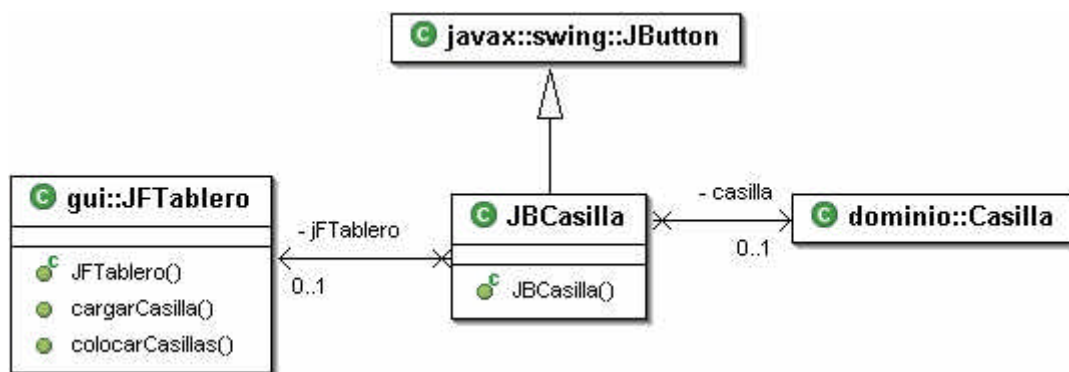 C javax::swing::JButton
C gui::JFTablero
C JFTablero()
cargarCasilla()
colocarCasillas()
- jFTablero
0..1
C JBCasilla
C JBCasilla()
- casilla
0..1
C dominio::Casilla